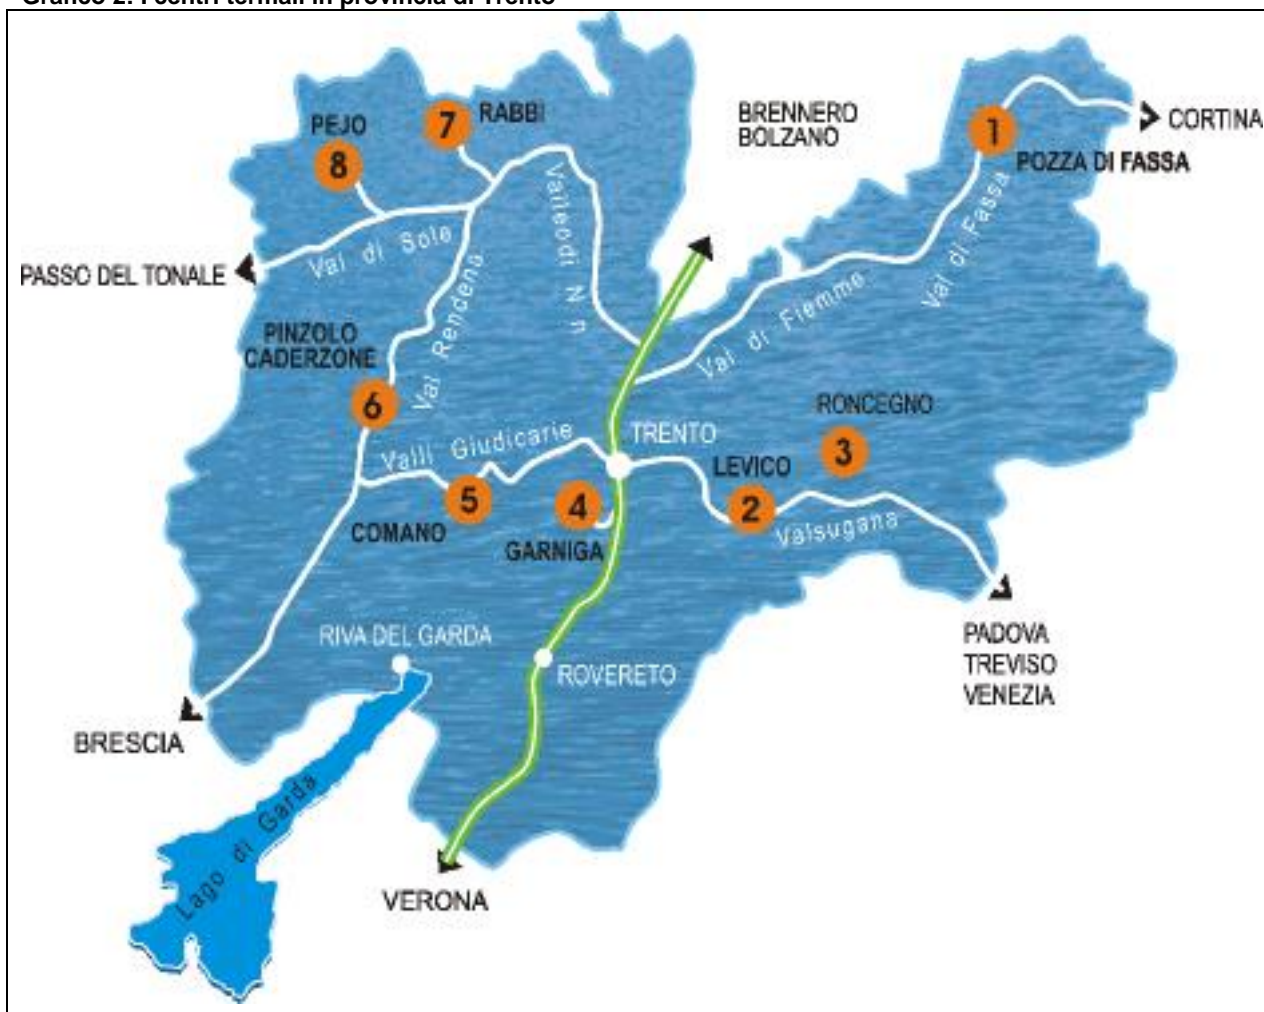 Grafico 2: I centri termali in provincia di Trento
7
RABBI
PEJO
8
BRENNERO
BOLZANO
1
CORTINA
POZZA DI FASSA
Val di Sole
Valleodi N n
Val di Fassa
PASSO DEL TONALE
Val Rendena
Val di Fiemme
PINZOLO
CADERZONE
6
RONCEGNO
3
Valli Giudicarie
TRENTO
LEVICO
2
5
4
COMANO
GARNIGA
Valsugana
RIVA DEL GARDA
ROVERETO
PADOVA
TREVISO
VENEZIA
BRESCIA
Lago di Garda
VERONA